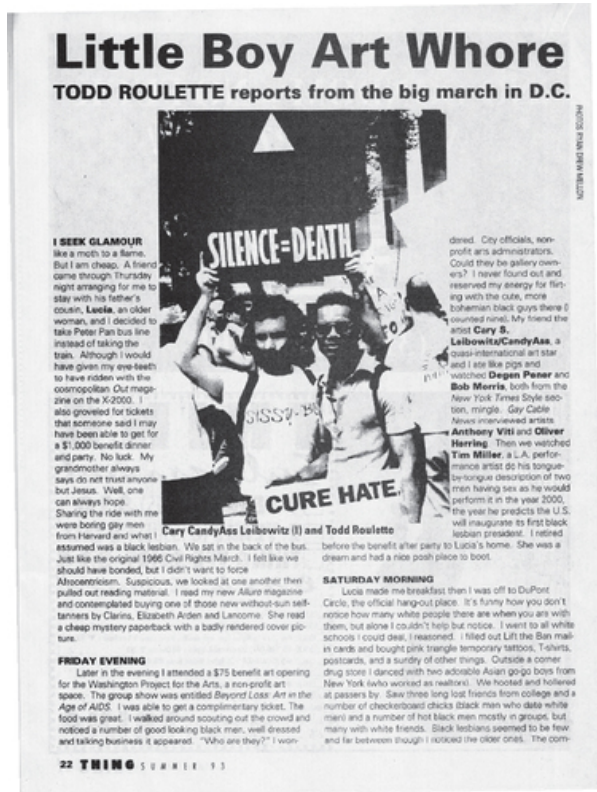 Little Boy Art Whore
TODD ROULETTE reports from the big march in D.C.
PHOTOS RYAN DREW MELLON
SILENCE=DEATH
SISSY
CURE HATE
Cary CandyAss Leibowitz (l) and Todd Roulette
I SEEK GLAMOUR
like a moth to a flame.
But I am cheap. A friend
came through Thursday
night arranging for me to
stay with his father's
cousin, Lucia, an older
woman, and I decided to
take Peter Pan bus line
instead of taking the
train. Although I would
have given my eye-teeth
to have ridden with the
cosmopolitan Out maga-
zine on the X-2000. I
also groveled for tickets
that someone said I may
have been able to get for
a $1,000 benefit dinner
and party. No luck. My
grandmother always
says do not trust anyone
but Jesus. Well, one
can always hope.
Sharing the ride with me
were boring gay men
from Harvard and what I
assumed was a black lesbian. We sat in the back of the bus.
Just like the original 1966 Civil Rights March. I felt like we
should have bonded, but I didn't want to force
Afrocentricism. Suspicious, we looked at one another then
pulled out reading material. I read my new Allure magazine
and contemplated buying one of those new without-sun self-
tanners by Clarins, Elizabeth Arden and Lancome. She read
a cheap mystery paperback with a badly rendered cover pic-
ture.
FRIDAY EVENING
Later in the evening I attended a $75 benefit art opening
for the Washington Project for the Arts, a non-profit art
space. The group show was entitled Beyond Loss: Art in the
Age of AIDS. I was able to get a complimentary ticket. The
food was great. I walked around scouting out the crowd and
noticed a number of good looking black men, well dressed
and talking business it appeared. "Who are they?" I won-
dered. City officials, non-
profit arts administrators.
Could they be gallery own-
ers? I never found out and
reserved my energy for flirt-
ing with the cute, more
bohemian black guys there (I
counted nine). My friend the
artist Cary S.
Leibowitz/CandyAss, a
quasi-international art star
and I ate like pigs and
watched Degen Pener and
Bob Morris, both from the
New York Times Style sec-
tion, mingle. Gay Cable
News interviewed artists
Anthony Viti and Oliver
Herring. Then we watched
Tim Miller, a L.A. perfor-
mance artist do his tongue-
by-tongue description of two
men having sex as he would
perform it in the year 2000,
the year he predicts the U.S.
will inaugurate its first black
lesbian president. I retired
before the benefit after party to Lucia's home. She was a
dream and had a nice posh place to boot.
SATURDAY MORNING
Lucia made me breakfast then I was off to DuPont
Circle, the official hang-out place. It's funny how you don't
notice how many white people there are when you are with
them, but alone I couldn't help but notice. I went to all white
schools I could deal, I reasoned. I filled out Lift the Ban mail-
in cards and bought pink triangle temporary tattoos, T-shirts,
postcards, and a sundry of other things. Outside a corner
drug store I danced with two adorable Asian go-go boys from
New York (who worked as realtors). We hooted and hollered
at passers by. Saw three long lost friends from college and a
number of checkerboard chicks (black men who date white
men) and a number of hot black men mostly in groups, but
many with white friends. Black lesbians seemed to be few
and far between though I noticed the older ones. The com-
22 THING SUMMER 93